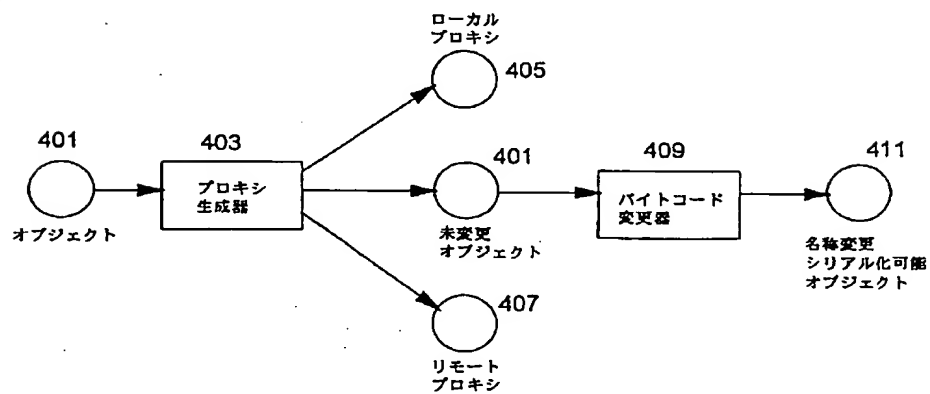 ローカル
プロキシ
405
401
オブジェクト
403
プロキシ
生成器
401
未変更
オブジェクト
409
バイトコード
変更器
411
名称変更
シリアル化可能
オブジェクト
407
リモート
プロキシ